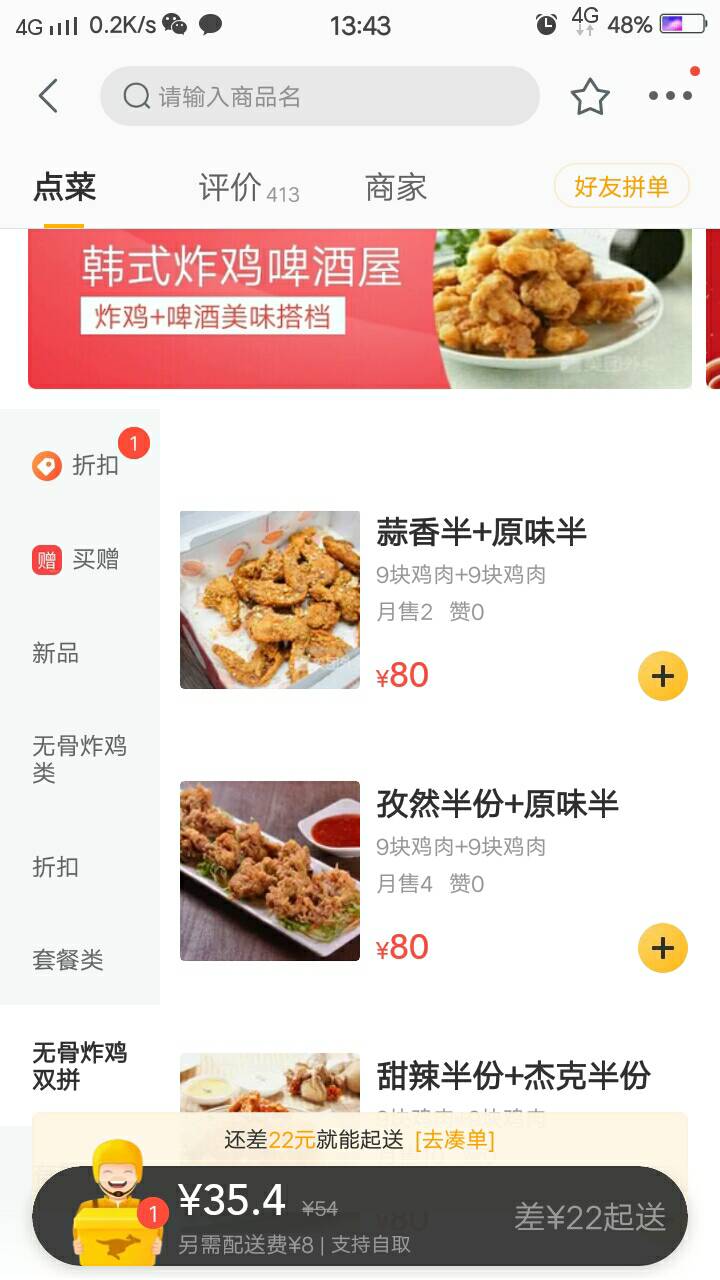 4G 0.2K/s 13:43 4G 48%
请输入商品名
点菜 评价 413 商家 好友拼单
韩式炸鸡啤酒屋
炸鸡+啤酒美味搭档
折扣 1
赠 买赠
新品
无骨炸鸡
类
折扣
套餐类
无骨炸鸡
双拼
蒜香半+原味半
9块鸡肉+9块鸡肉
月售2 赞0
¥80
孜然半份+原味半
9块鸡肉+9块鸡肉
月售4 赞0
¥80
甜辣半份+杰克半份
还差22元就能起送 [去凑单]
1 ¥35.4 ¥54
另需配送费¥8 | 支持自取
差¥22起送